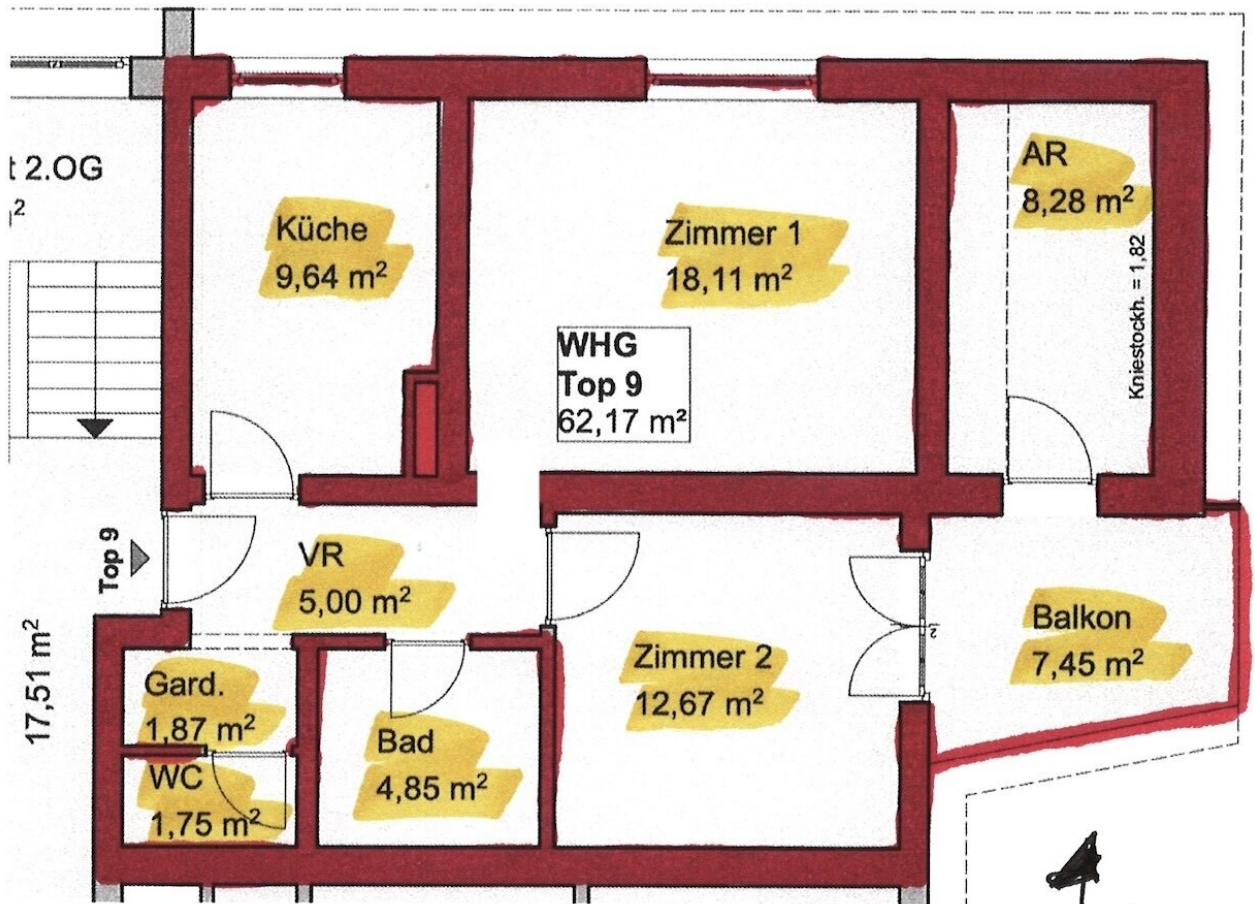 t 2.OG
2
Küche
9,64 m²
Zimmer 1
18,11 m²
AR
8,28 m²
Kniestockh. = 1,82
WHG
Top 9
62,17 m²
Top 9
VR
5,00 m²
17,51 m²
Gard.
1,87 m²
WC
1,75 m²
Bad
4,85 m²
Zimmer 2
12,67 m²
Balkon
7,45 m²